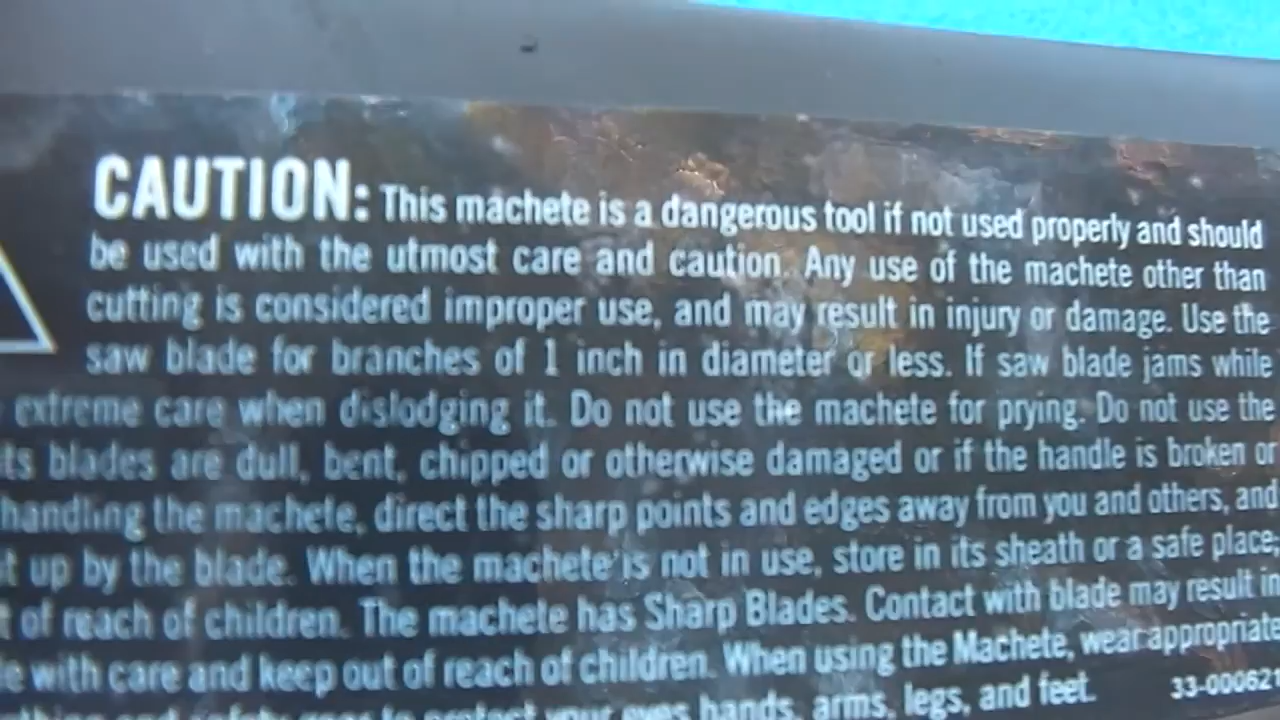 CAUTION: This machete is a dangerous tool if not used properly and should
be used with the utmost care and caution. Any use of the machete other than
cutting is considered improper use, and may result in injury or damage. Use the
saw blade for branches of 1 inch in diameter or less. If saw blade jams while
extreme care when dislodging it. Do not use the machete for prying. Do not use the
ts blades are dull, bent, chipped or otherwise damaged or if the handle is broken or
handling the machete, direct the sharp points and edges away from you and others, and
t up by the blade. When the machete is not in use, store in its sheath or a safe place,
t of reach of children. The machete has Sharp Blades. Contact with blade may result in
e with care and keep out of reach of children. When using the Machete, wear appropriate
to protect your eyes hands, arms, legs, and feet.
33-000621